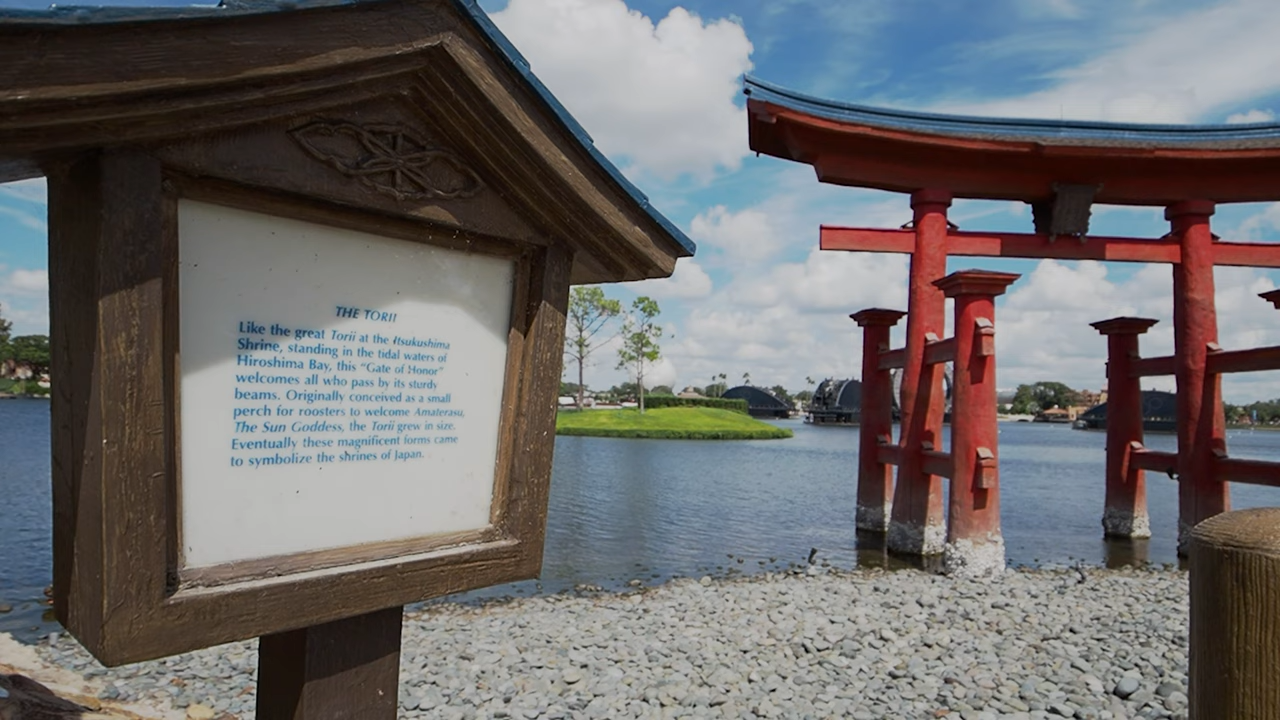 THE TORII
Like the great Torii at the Itsukushima
Shrine, standing in the tidal waters of
Hiroshima Bay, this "Gate of Honor"
welcomes all who pass by its sturdy
beams. Originally conceived as a small
perch for roosters to welcome Amaterasu,
The Sun Goddess, the Torii grew in size.
Eventually these magnificent forms came
to symbolize the shrines of Japan.